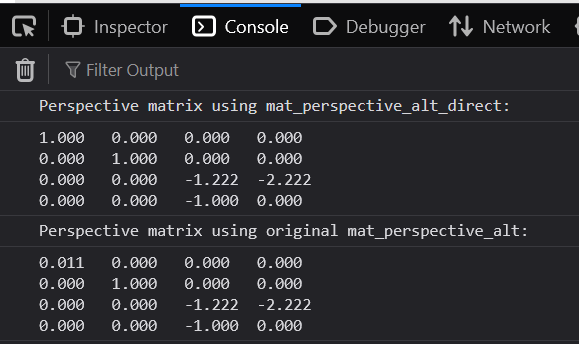 Inspector Console Debugger Network
Filter Output
Perspective matrix using mat_perspective_alt_direct:
1.000 0.000 0.000 0.000
0.000 1.000 0.000 0.000
0.000 0.000 -1.222 -2.222
0.000 0.000 -1.000 0.000
Perspective matrix using original mat_perspective_alt:
0.011 0.000 0.000 0.000
0.000 1.000 0.000 0.000
0.000 0.000 -1.222 -2.222
0.000 0.000 -1.000 0.000